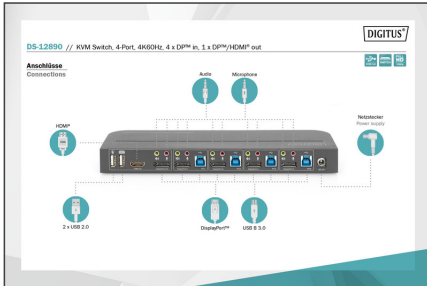 DIGITUS®
DS-12890 // KVM Switch, 4-Port, 4K60Hz, 4 x DP™ in, 1 x DP™/HDMI® out
Anschlüsse
Connections
Audio
Microphone
HDMI®
Netzstecker
Power supply
2 x USB 2.0
DisplayPort™
USB B 3.0